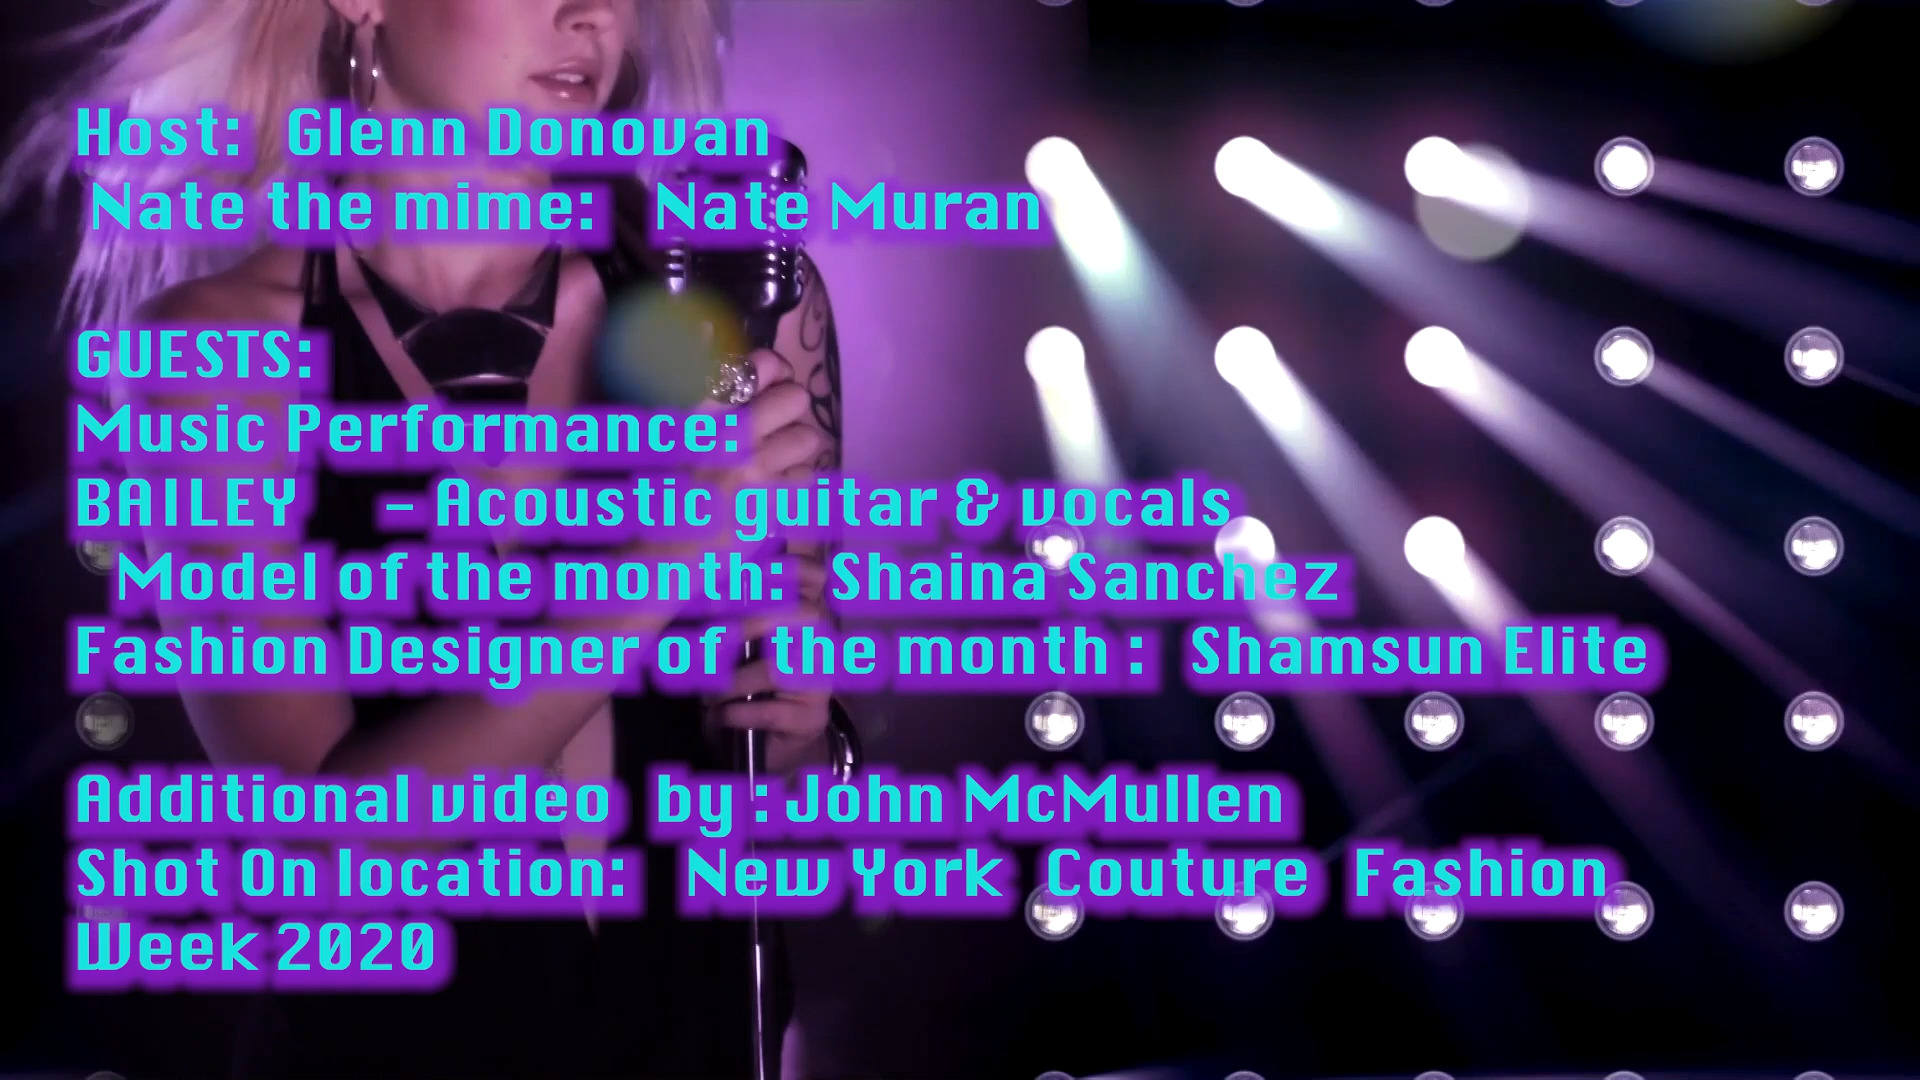 Host: Glenn Donovan
Nate the mime: Nate Muran
GUESTS:
Music Performance:
BAILEY - Acoustic guitar & vocals
Model of the month: Shaina Sanchez
Fashion Designer of the month : Shamsun Elite
Additional video by : John McMullen
Shot On location: New York Couture Fashion
Week 2020